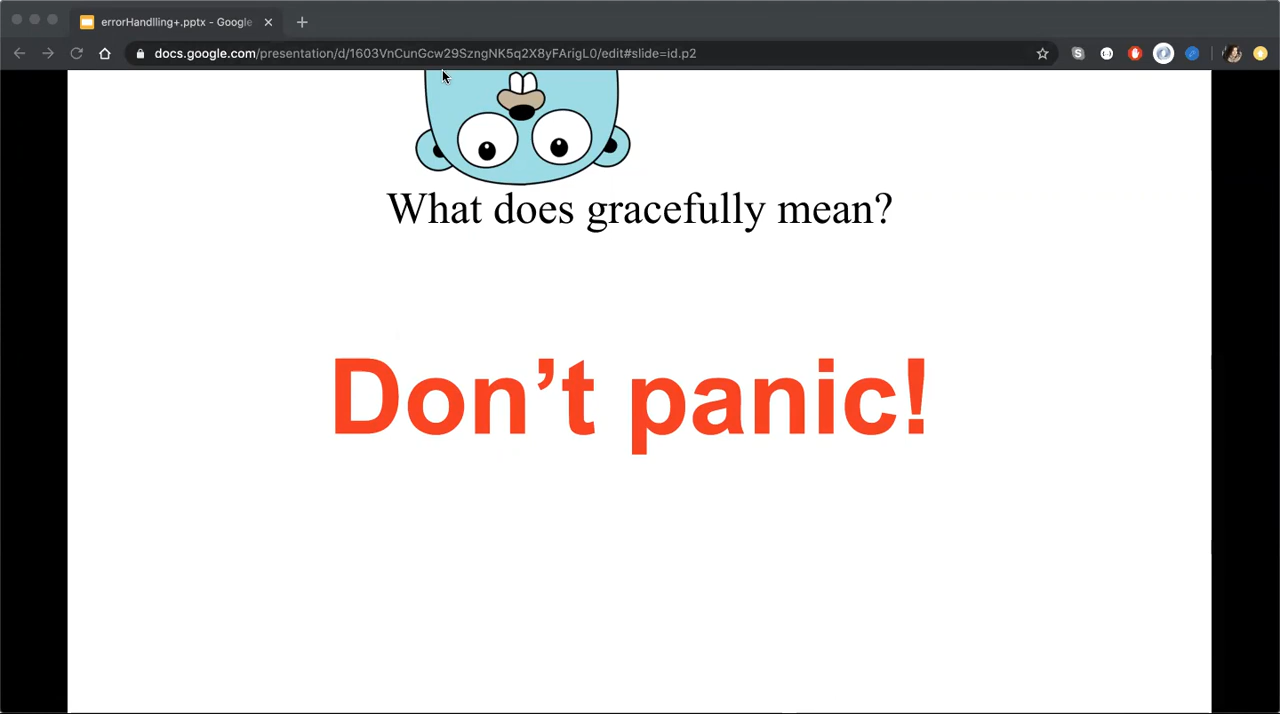 errorHandlling+.pptx - Google
docs.google.com/presentation/d/1603VnCunGcw29SzngNK5q2X8yFArigL0/edit#slide=id.p2
What does gracefully mean?
Don’t panic!